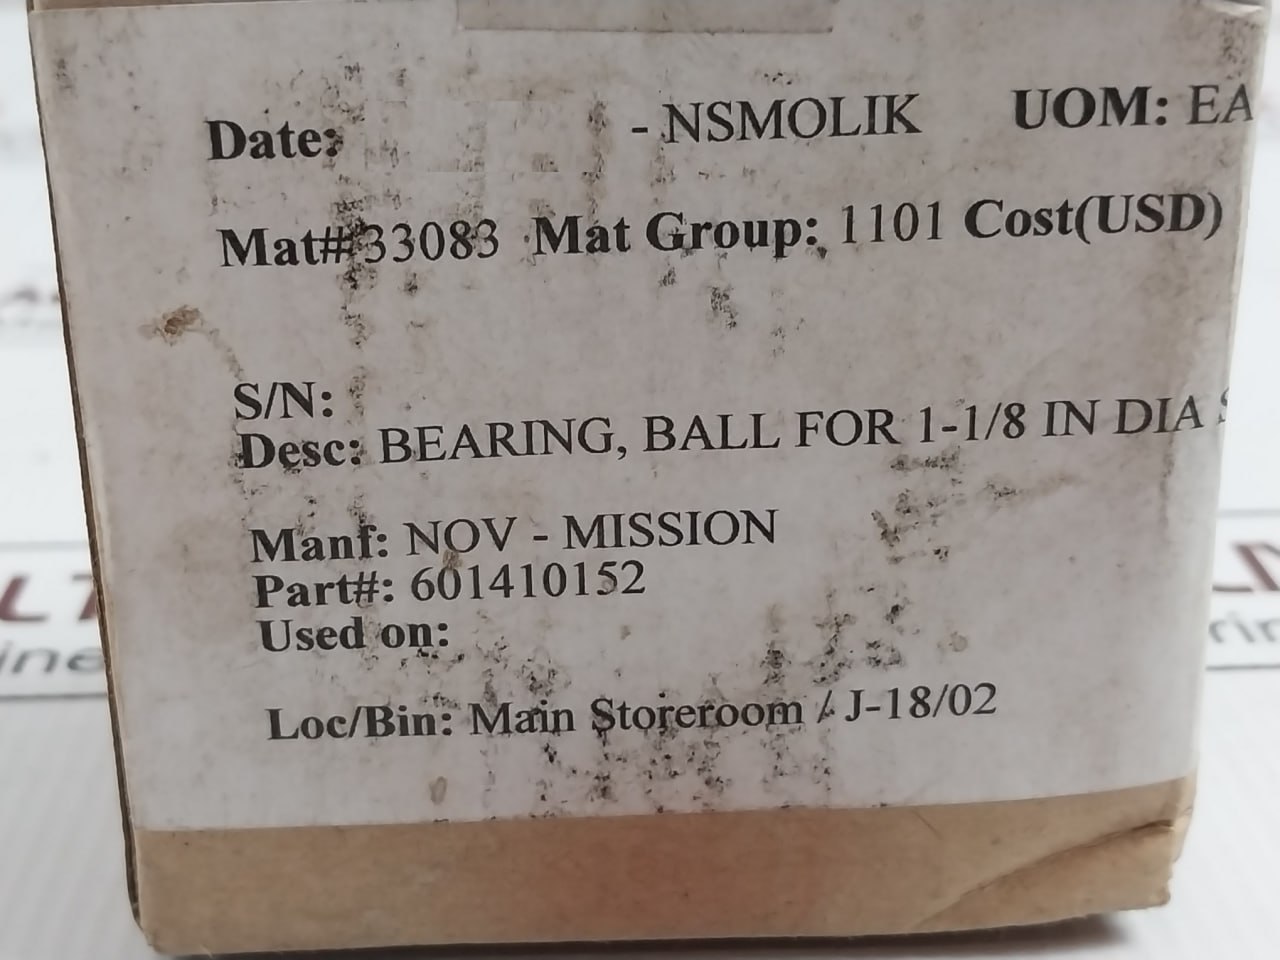 Date: - NSMOLIK UOM: EA
Mat#33083 Mat Group: 1101 Cost(USD)
S/N:
Desc: BEARING, BALL FOR 1-1/8 IN DIA
Manf: NOV - MISSION
Part#: 601410152
Used on:
Loc/Bin: Main Storeroom / J-18/02